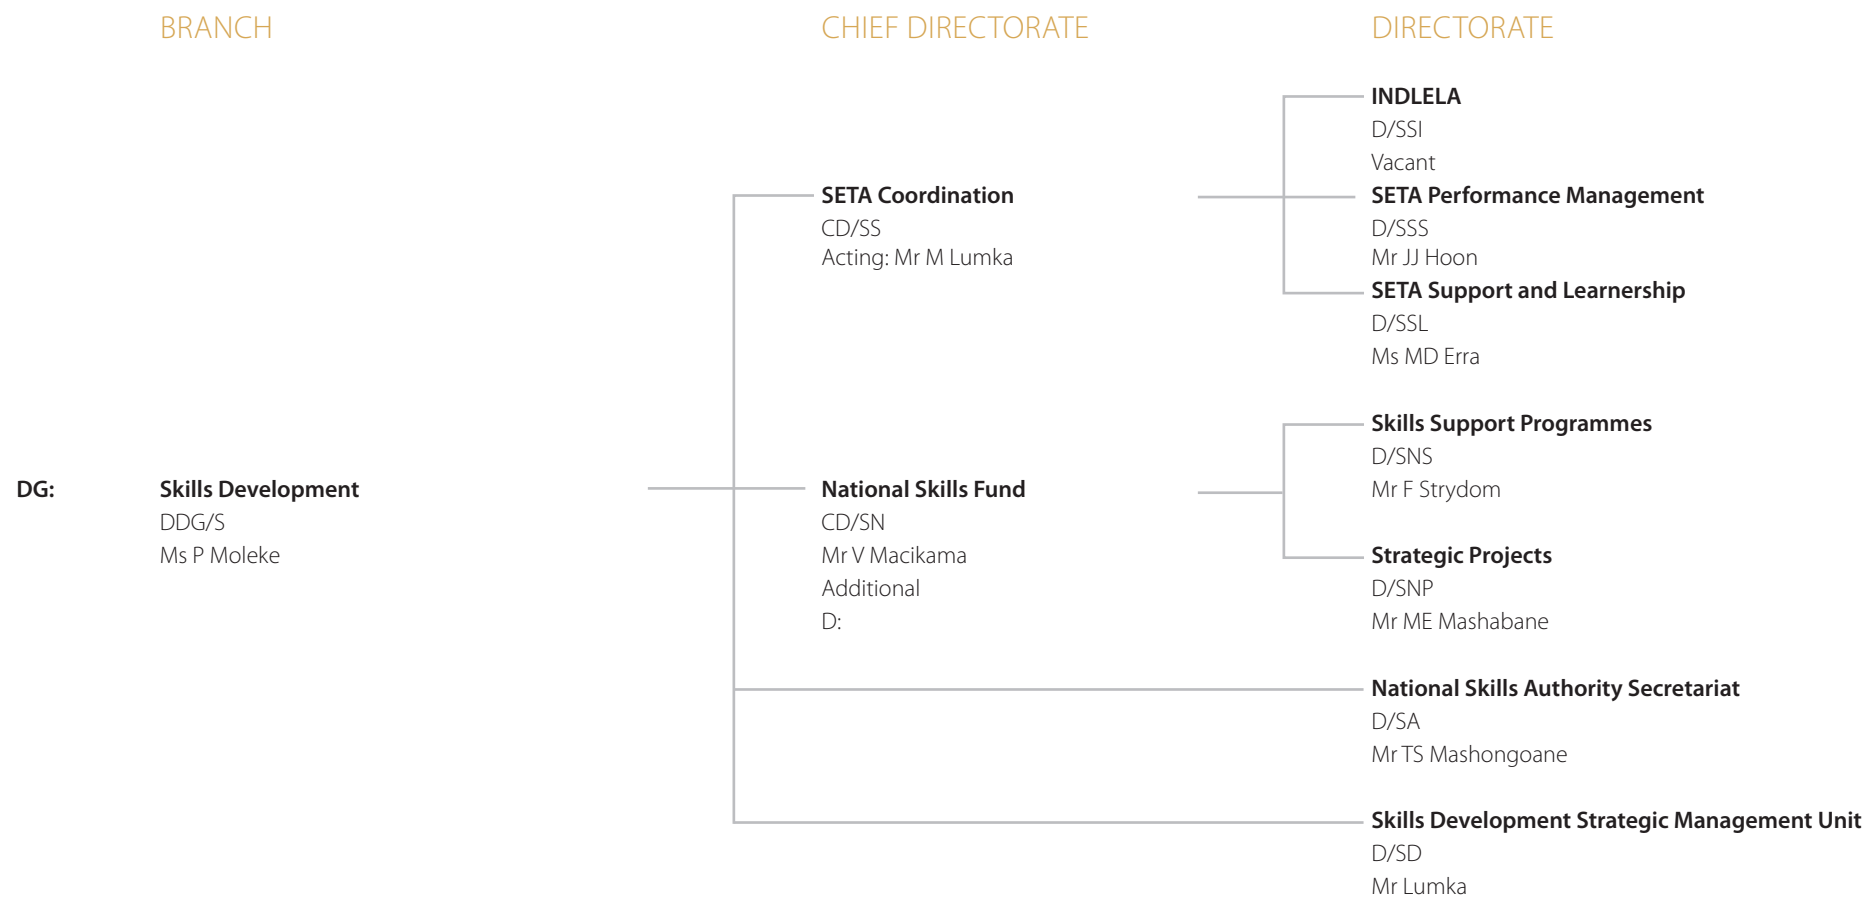 BRANCH
CHIEF DIRECTORATE
DIRECTORATE
DG:
Skills Development
DDG/S
Ms P Moleke
SETA Coordination
CD/SS
Acting: Mr M Lumka
National Skills Fund
CD/SN
Mr V Macikama
Additional
D:
INDLELA
D/SSI
Vacant
SETA Performance Management
D/SSS
Mr JJ Hoon
SETA Support and Learnership
D/SSL
Ms MD Erra
Skills Support Programmes
D/SNS
Mr F Strydom
Strategic Projects
D/SNP
Mr ME Mashabane
National Skills Authority Secretariat
D/SA
Mr TS Mashongoane
Skills Development Strategic Management Unit
D/SD
Mr Lumka